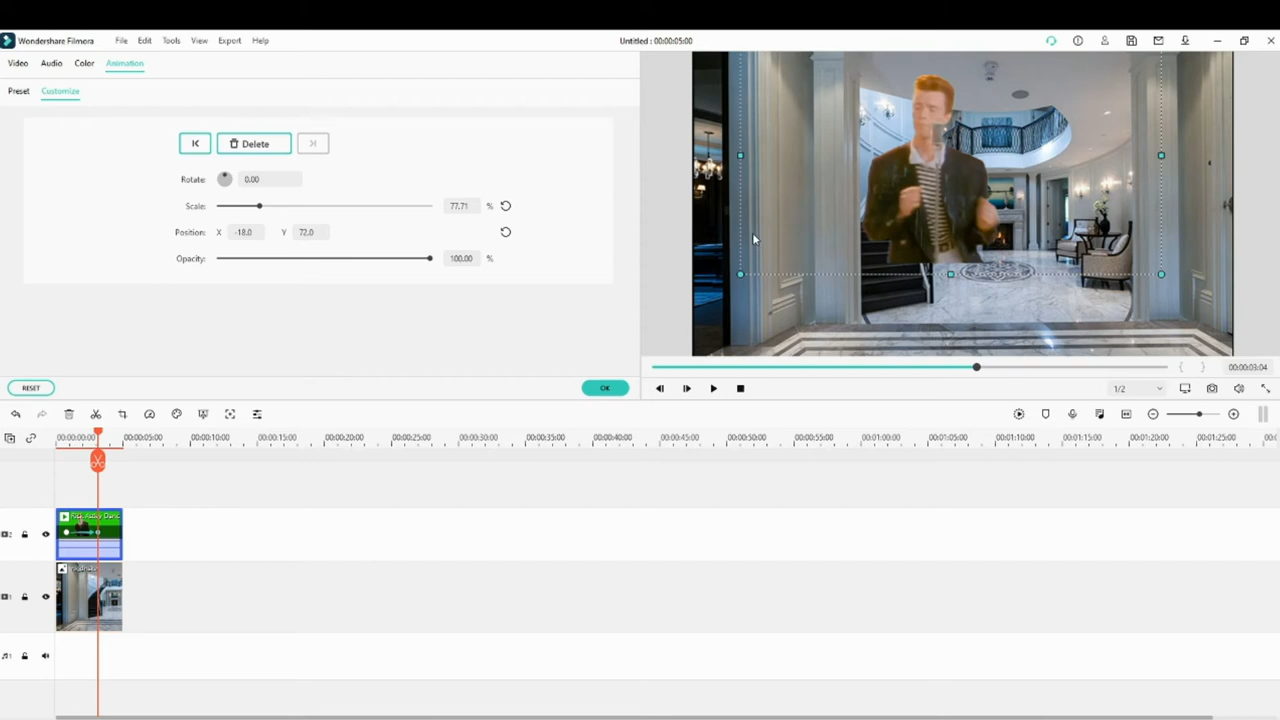 Wondershare Filmora File Edit Tools View Export Help Untitled : 00:00:05:00
Video Audio Color Animation
Preset Customize
Delete
Rotate: 0.00
Scale: 77.71 %
Position: X -18.0 Y 72.0
Opacity: 100.00 %
00:00:03:04
RESET OK
1/2
00:00:00:00 00:00:05:00 00:00:10:00 00:00:15:00 00:00:20:00 00:00:25:00 00:00:30:00 00:00:35:00 00:00:40:00 00:00:45:00 00:00:50:00 00:00:55:00 00:01:00:00 00:01:05:00 00:01:10:00 00:01:15:00 00:01:20:00 00:01:25:00
2
1
1